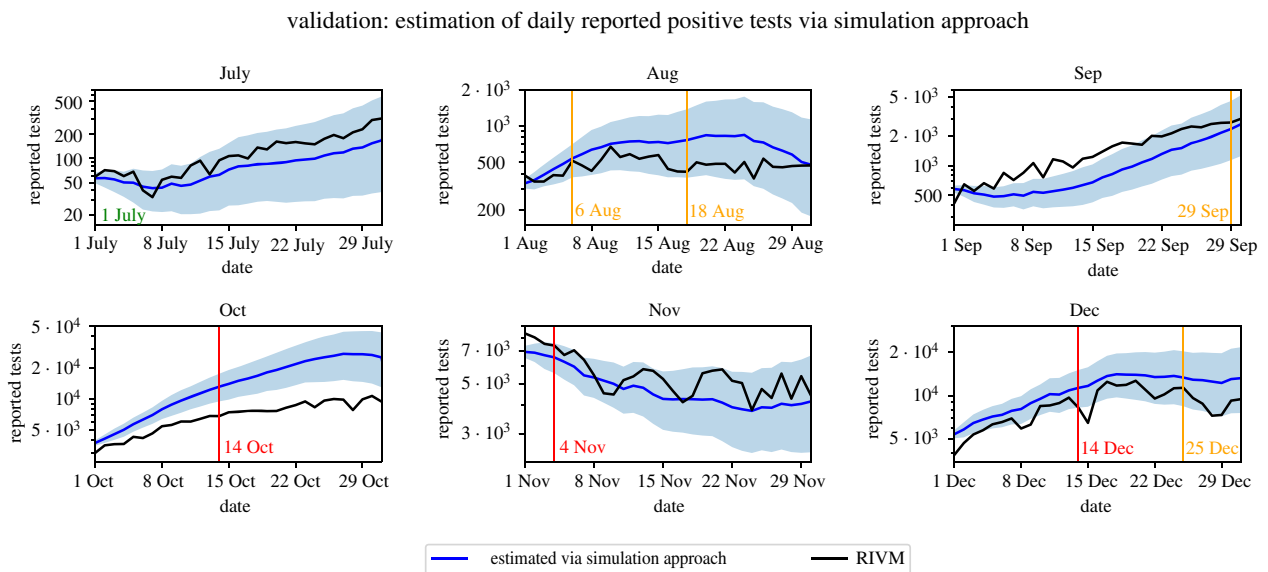 validation: estimation of daily reported positive tests via simulation approach
July
reported tests
500
200
100
50
20
1 July
1 July
8 July
15 July
22 July
29 July
date
Aug
reported tests
2 · 10³
10³
500
200
6 Aug
18 Aug
1 Aug
8 Aug
15 Aug
22 Aug
29 Aug
date
Sep
reported tests
5 · 10³
2 · 10³
10³
500
29 Sep
1 Sep
8 Sep
15 Sep
22 Sep
29 Sep
date
Oct
reported tests
5 · 10⁴
2 · 10⁴
10⁴
5 · 10³
14 Oct
1 Oct
8 Oct
15 Oct
22 Oct
29 Oct
date
Nov
reported tests
7 · 10³
5 · 10³
3 · 10³
4 Nov
1 Nov
8 Nov
15 Nov
22 Nov
29 Nov
date
Dec
reported tests
2 · 10⁴
10⁴
5 · 10³
14 Dec
25 Dec
1 Dec
8 Dec
15 Dec
22 Dec
29 Dec
date
estimated via simulation approach
RIVM